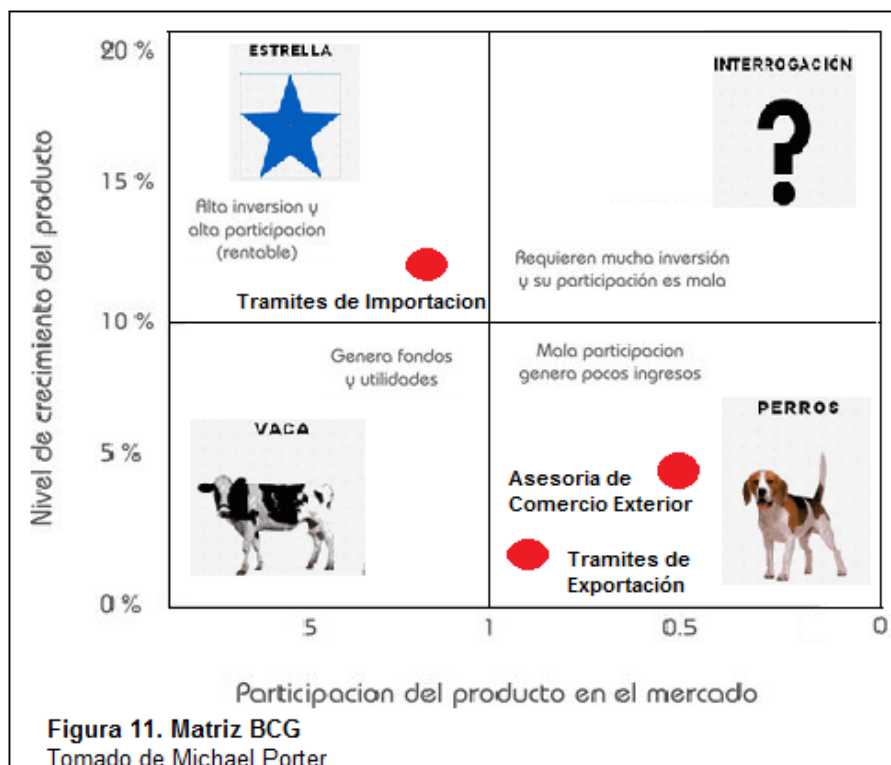 20 %
ESTRELLA
INTERROGACIÓN
?
15 %
Alta inversion y
alta participacion
(rentable)
Requieren mucha inversión
y su participación es mala
Tramites de Importacion
10 %
Genera fondos
y utilidades
Mala participacion
genera pocos ingresos
VACA
PERROS
5 %
Asesoria de
Comercio Exterior
Tramites de
Exportación
0 %
Nivel de crecimiento del producto
5
1
0.5
0
Participacion del producto en el mercado
Figura 11. Matriz BCG
Tomado de Michael Porter